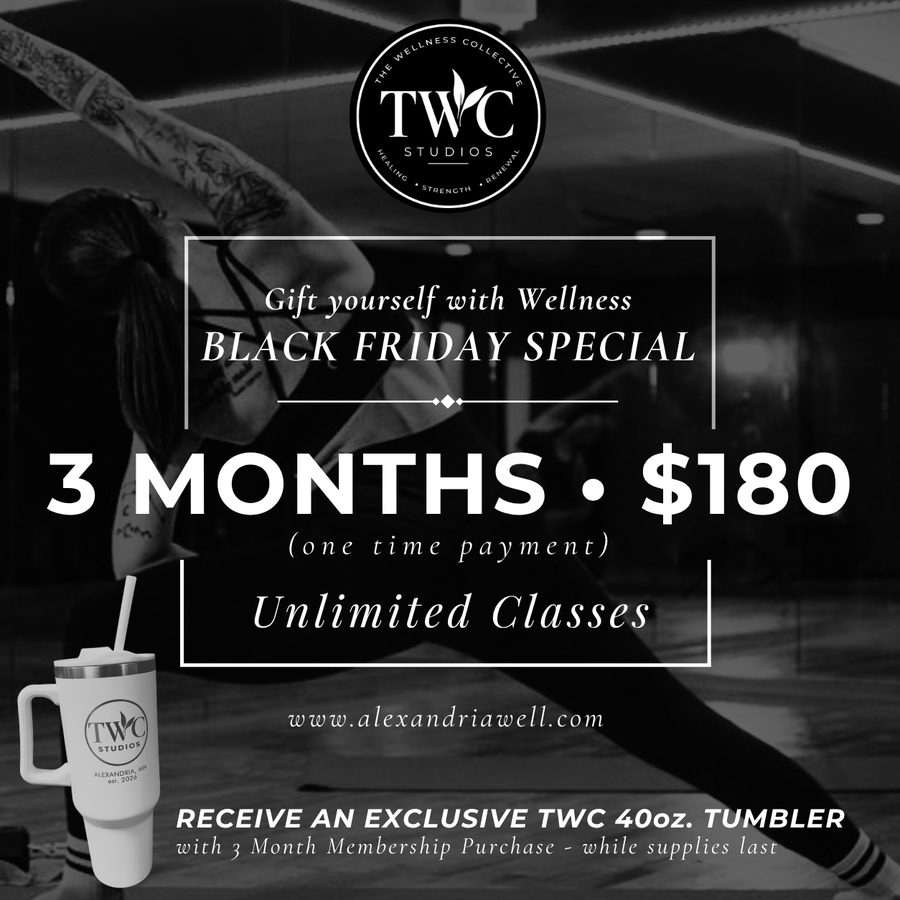 THE WELLNESS COLLECTIVE
TWC
STUDIOS
HEALING • STRENGTH • RENEWAL
Gift yourself with Wellness
BLACK FRIDAY SPECIAL
3 MONTHS • $180
(one time payment)
Unlimited Classes
www.alexandriawell.com
TWC
STUDIOS
ALEXANDRIA, MN
est. 2026
RECEIVE AN EXCLUSIVE TWC 40oz. TUMBLER
with 3 Month Membership Purchase - while supplies last